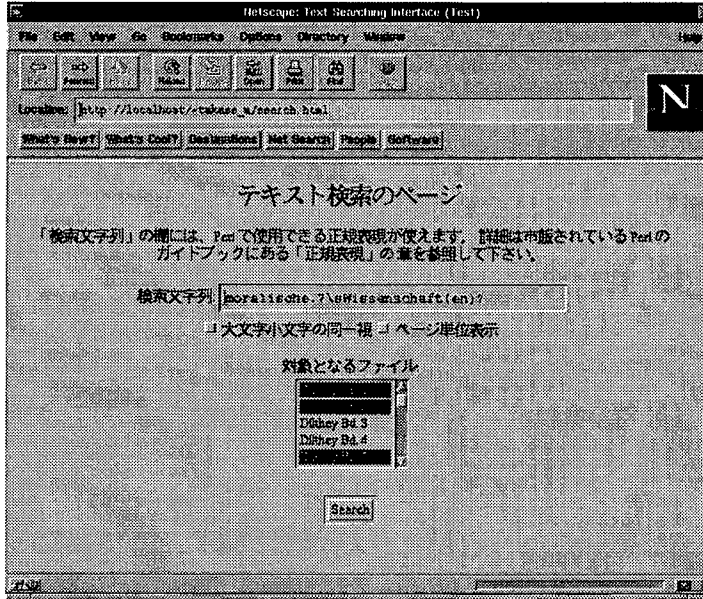 Netscape: Text Searching Interface (Test)
File Edit View Go Bookmarks Options Directory Window Help
Forward Reload Open Print Find
Location: http://localhost/~takase_m/search.html
N
What's New? What's Cool? Destinations Net Search People Software
テキスト検索のページ
「検索文字列」の欄には、Perl で使用できる正規表現が使えます。詳細は市販されている Perl の
ガイドブックにある「正規表現」の章を参照して下さい。
検索文字列: moralische.?\sWissenschaft(en)?
大文字小文字の同一視 ページ単位表示
対象となるファイル
Dilthey Bd. 3
Dilthey Bd. 4
Search